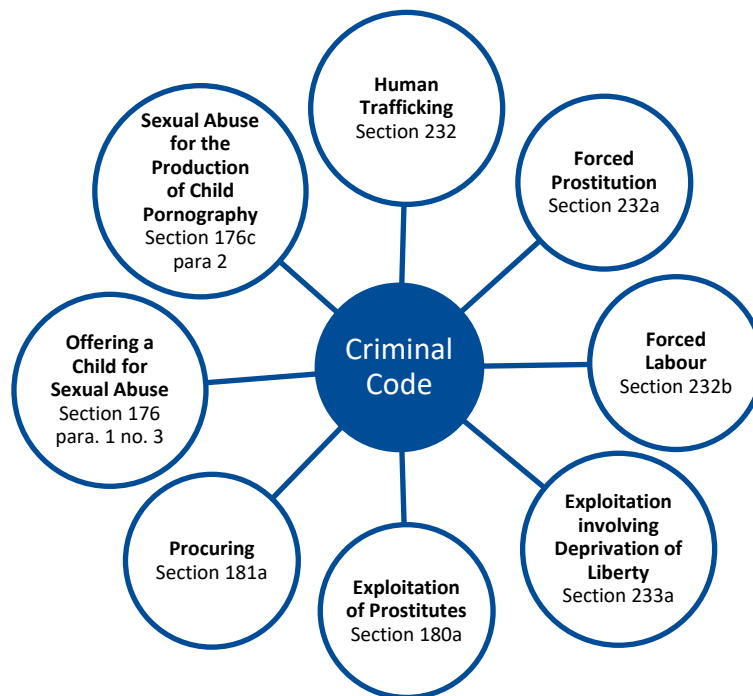 Human
Trafficking
Section 232
Sexual Abuse
for the
Production
of Child
Pornography
Section 176c
para 2
Forced
Prostitution
Section 232a
Criminal
Code
Offering a
Child for
Sexual Abuse
Section 176
para. 1 no. 3
Forced
Labour
Section 232b
Procuring
Section 181a
Exploitation
of Prostitutes
Section 180a
Exploitation
involving
Deprivation of
Liberty
Section 233a